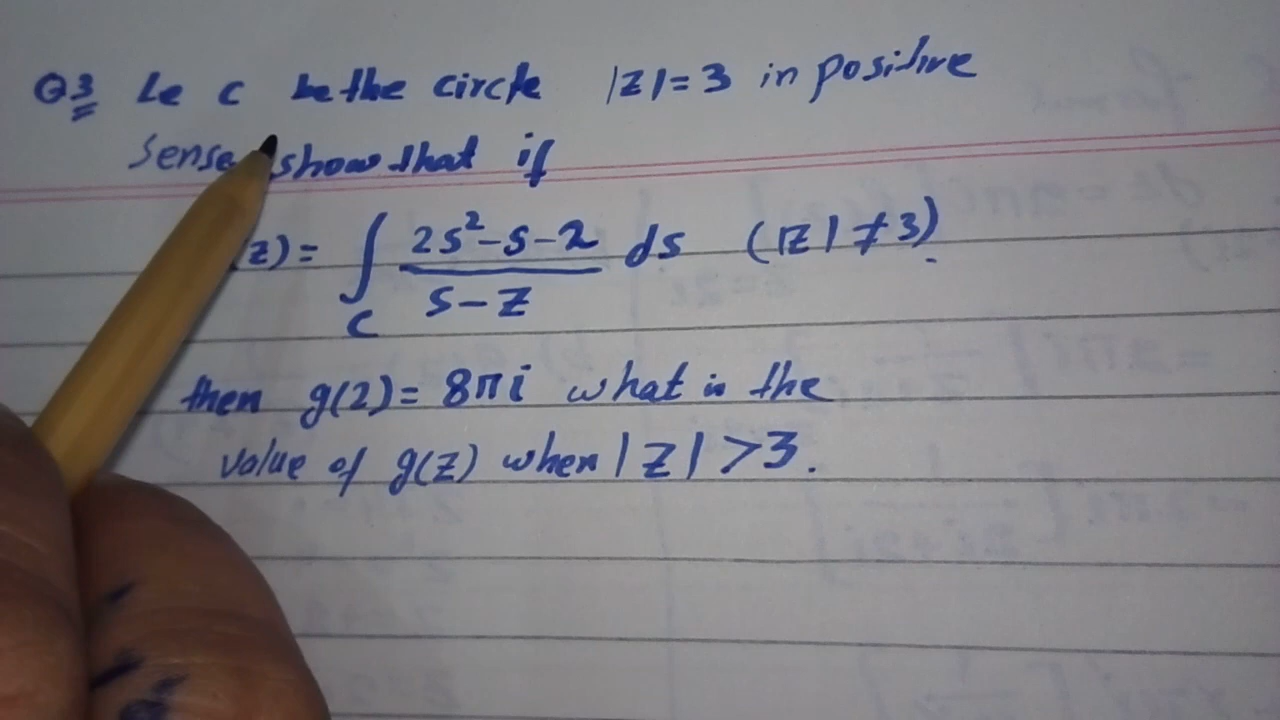 Q3 Le c be the circle |z|=3 in positive
Sense show that if
(z) = ∫_C (2s²-s-2)/(s-z) ds (|z| ≠ 3).
then g(2) = 8πi what is the
value of g(z) when |z| > 3.